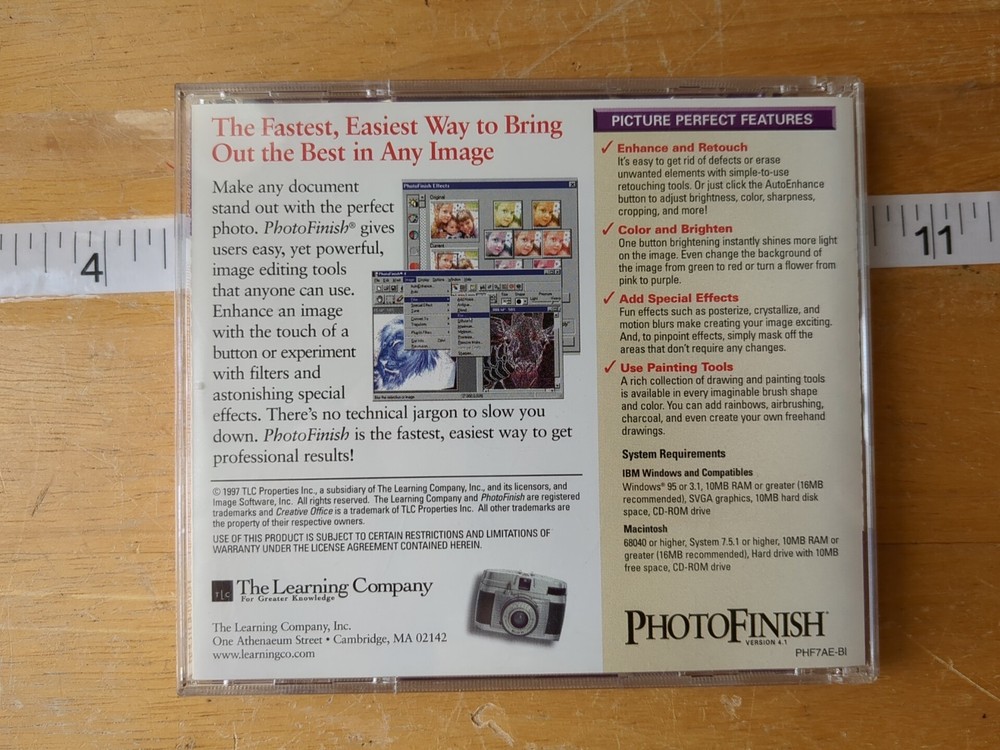 The Fastest, Easiest Way to Bring
Out the Best in Any Image
Make any document
stand out with the perfect
photo. PhotoFinish® gives
users easy, yet powerful,
image editing tools
that anyone can use.
Enhance an image
with the touch of a
button or experiment
with filters and
astonishing special
effects. There's no technical jargon to slow you
down. PhotoFinish is the fastest, easiest way to get
professional results!
PhotoFinish Effects
Original
© 1997 TLC Properties Inc., a subsidiary of The Learning Company, Inc., and its licensors, and
Image Software, Inc. All rights reserved. The Learning Company and PhotoFinish are registered
trademarks and Creative Office is a trademark of TLC Properties Inc. All other trademarks are
the property of their respective owners.
USE OF THIS PRODUCT IS SUBJECT TO CERTAIN RESTRICTIONS AND LIMITATIONS OF
WARRANTY UNDER THE LICENSE AGREEMENT CONTAINED HEREIN.
TLC
The Learning Company
For Greater Knowledge
The Learning Company, Inc.
One Athenaeum Street • Cambridge, MA 02142
www.learningco.com
PICTURE PERFECT FEATURES
✓ Enhance and Retouch
It's easy to get rid of defects or erase
unwanted elements with simple-to-use
retouching tools. Or just click the AutoEnhance
button to adjust brightness, color, sharpness,
cropping, and more!
✓ Color and Brighten
One button brightening instantly shines more light
on the image. Even change the background of
the image from green to red or turn a flower from
pink to purple.
✓ Add Special Effects
Fun effects such as posterize, crystallize, and
motion blurs make creating your image exciting.
And, to pinpoint effects, simply mask off the
areas that don't require any changes.
✓ Use Painting Tools
A rich collection of drawing and painting tools
is available in every imaginable brush shape
and color. You can add rainbows, airbrushing,
charcoal, and even create your own freehand
drawings.
System Requirements
IBM Windows and Compatibles
Windows® 95 or 3.1, 10MB RAM or greater (16MB
recommended), SVGA graphics, 10MB hard disk
space, CD-ROM drive
Macintosh
68040 or higher, System 7.5.1 or higher, 10MB RAM or
greater (16MB recommended), Hard drive with 10MB
free space, CD-ROM drive
PHOTOFINISH®
VERSION 4.1
PHF7AE-BI
4
11